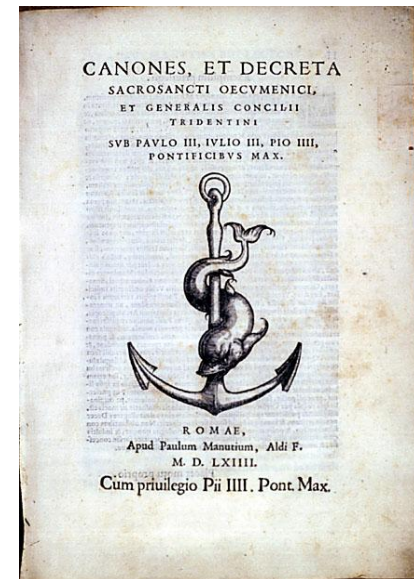 CANONES, ET DECRETA
SACROSANCTI OECVMENICI,
ET GENERALIS CONCILII
TRIDENTINI
SVB PAVLO III, IVLIO III, PIO IIII,
PONTIFICIBVS MAX.
ROMAE,
Apud Paulum Manutium, Aldi F.
M. D. LXIIII.
Cum priuilegio Pii IIII. Pont. Max.